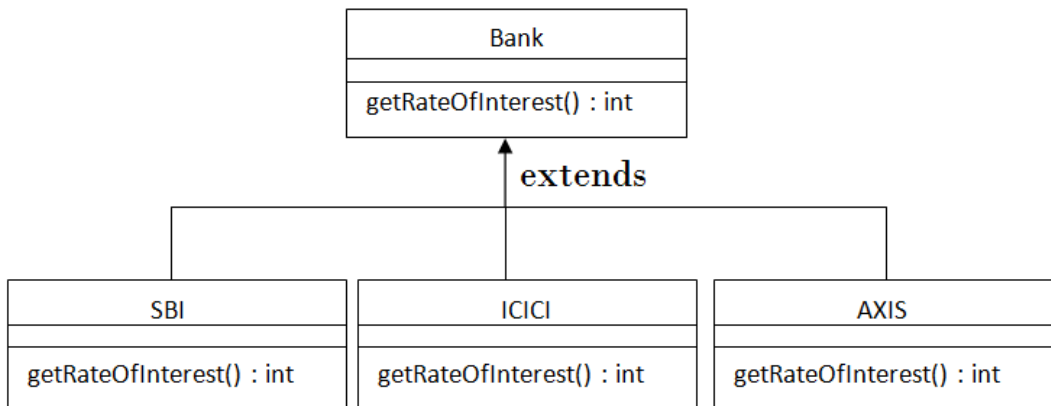 Bank
getRateOfInterest() : int
extends
SBI
ICICI
AXIS
getRateOfInterest() : int
getRateOfInterest() : int
getRateOfInterest() : int